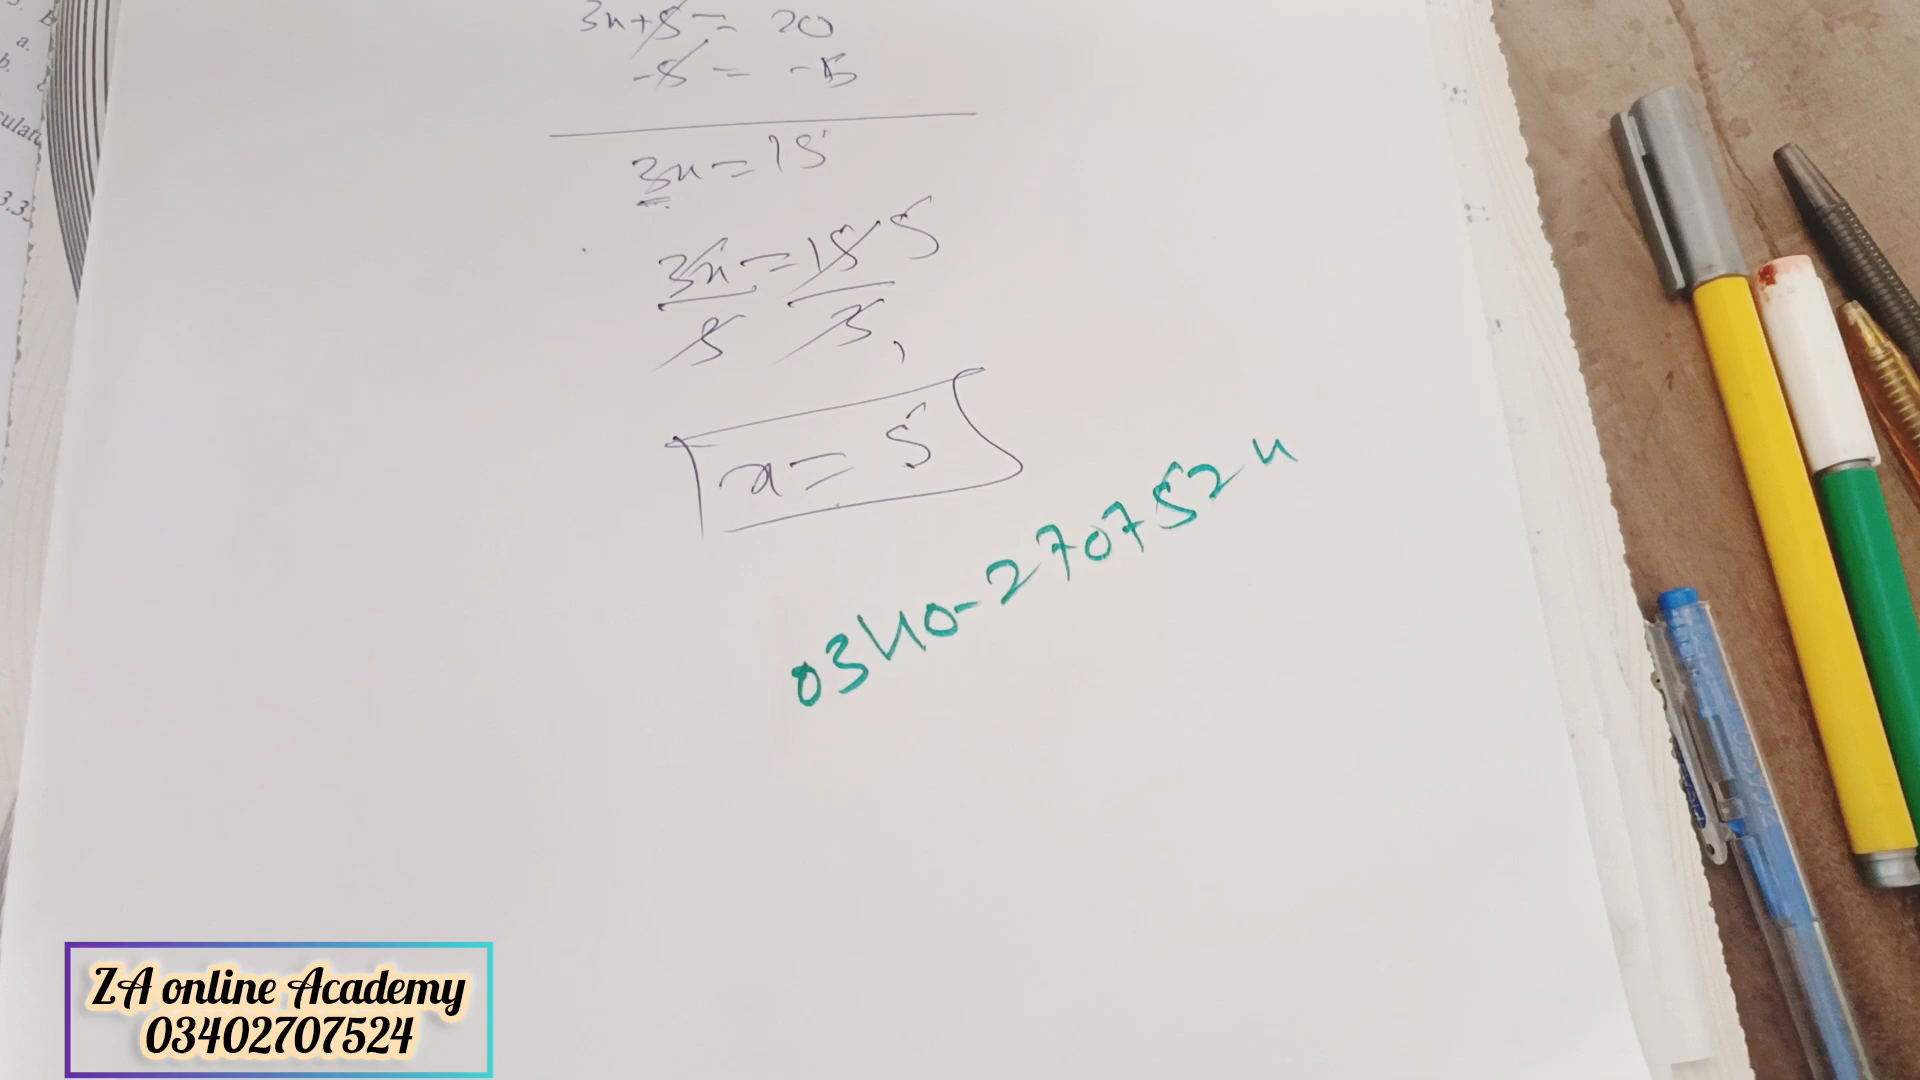 3x+5= 20
-5= -5
3x=15
3x=15 5
3 3 1
x= 5
0340-2707524
ZA online Academy
03402707524